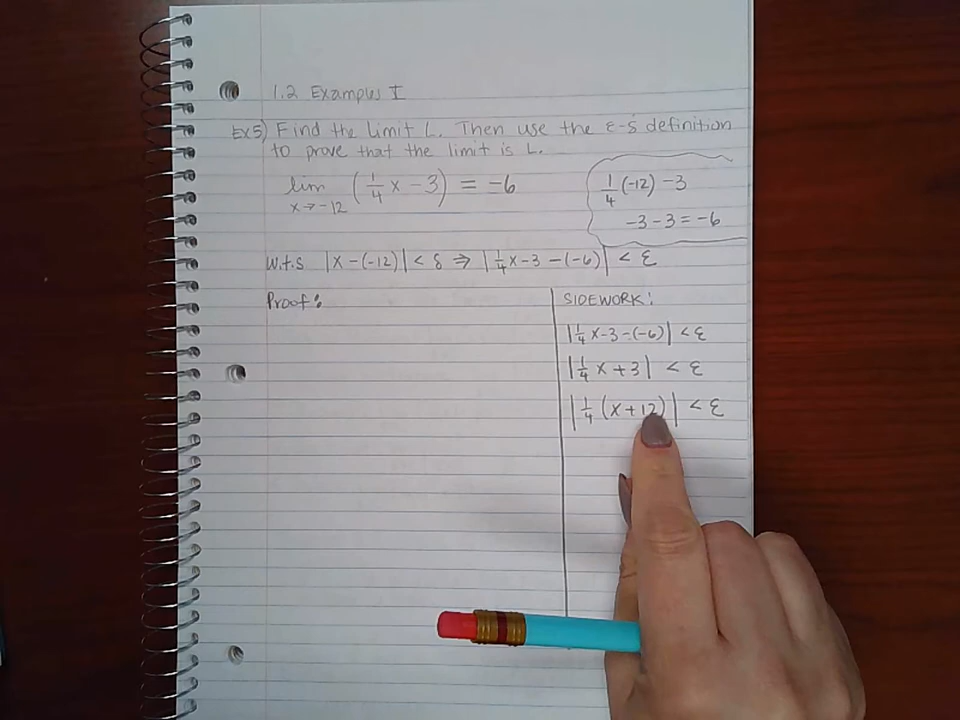 1.2 Examples I
Ex5) Find the limit L. Then use the ε-δ definition
to prove that the limit is L.
lim x→-12 (1/4 x - 3) = -6
1/4 (-12) - 3
-3 - 3 = -6
w.t.s |x - (-12)| < δ ⇒ |1/4 x - 3 - (-6)| < ε
Proof:
SIDEWORK:
|1/4 x - 3 - (-6)| < ε
|1/4 x + 3| < ε
|1/4 (x + 12)| < ε